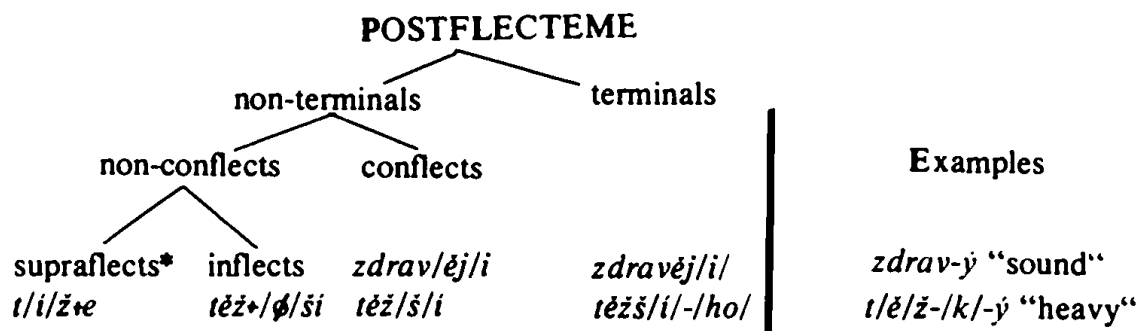 POSTFLECTEME
non-terminals terminals
non-conflects conflects Examples
supraflects* inflects zdrav/ěj/i zdravěj/i/ zdrav-ý “sound“
t/í/ž+e těž+/ϕ/ší těž/š/í těžš/í/-/ho/ t/ě/ž-/k/-ý “heavy“